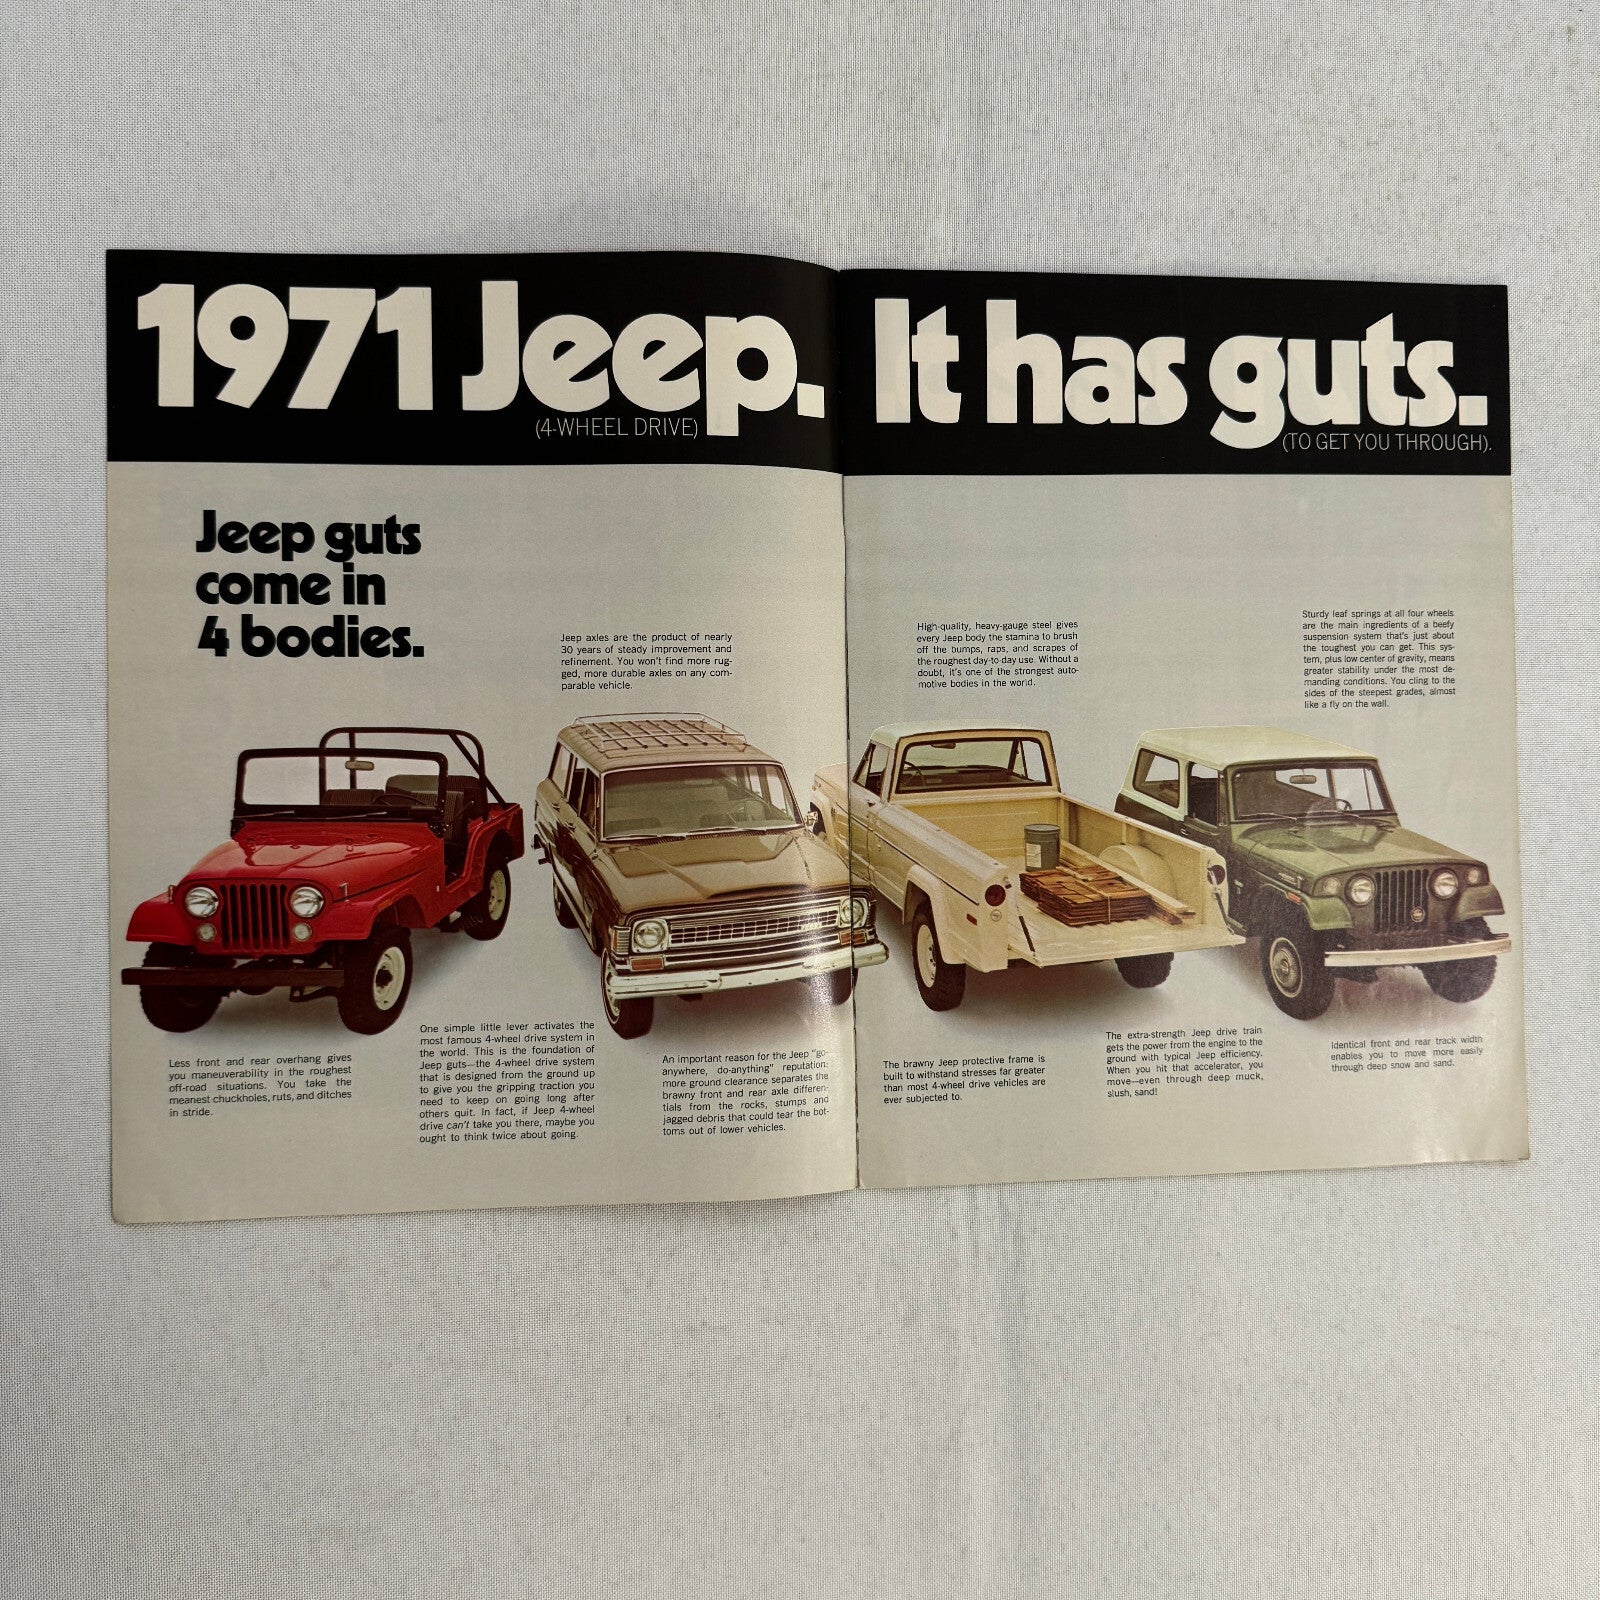 1971 Jeep. It has guts.
(4-WHEEL DRIVE)
(TO GET YOU THROUGH).
Jeep guts
come in
4 bodies.
Jeep axles are the product of nearly
30 years of steady improvement and
refinement. You won't find more rug-
ged, more durable axles on any com-
parable vehicle.
High-quality, heavy-gauge steel gives
every Jeep body the stamina to brush
off the bumps, raps, and scrapes of
the roughest day-to-day use. Without a
doubt, it's one of the strongest auto-
motive bodies in the world.
Sturdy leaf springs at all four wheels
are the main ingredients of a beefy
suspension system that's just about
the toughest you can get. This sys-
tem, plus low center of gravity, means
greater stability under the most de-
manding conditions. You cling to the
sides of the steepest grades, almost
like a fly on the wall.
Less front and rear overhang gives
you maneuverability in the roughest
off-road situations. You take the
meanest chuckholes, ruts, and ditches
in stride.
One simple little lever activates the
most famous 4-wheel drive system in
the world. This is the foundation of
Jeep guts—the 4-wheel drive system
that is designed from the ground up
to give you the gripping traction you
need to keep on going long after
others quit. In fact, if Jeep 4-wheel
drive can't take you there, maybe you
ought to think twice about going.
An important reason for the Jeep "go-
anywhere, do-anything" reputation:
more ground clearance separates the
brawny front and rear axle differen-
tials from the rocks, stumps and
jagged debris that could tear the bot-
toms out of lower vehicles.
The brawny Jeep protective frame is
built to withstand stresses far greater
than most 4-wheel drive vehicles are
ever subjected to.
The extra-strength Jeep drive train
gets the power from the engine to the
ground with typical Jeep efficiency.
When you hit that accelerator, you
move—even through deep muck,
slush, sand!
Identical front and rear track width
enables you to move more easily
through deep snow and sand.